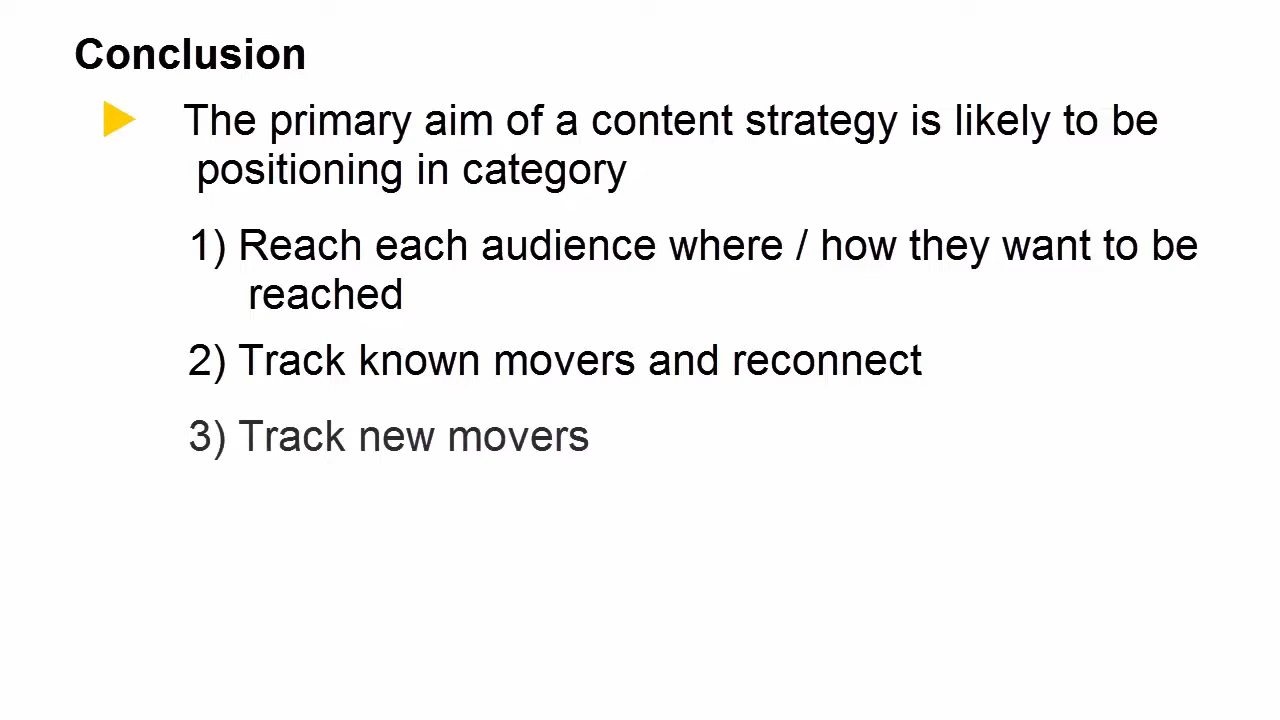 Conclusion
The primary aim of a content strategy is likely to be
positioning in category
1) Reach each audience where / how they want to be
reached
2) Track known movers and reconnect
3) Track new movers